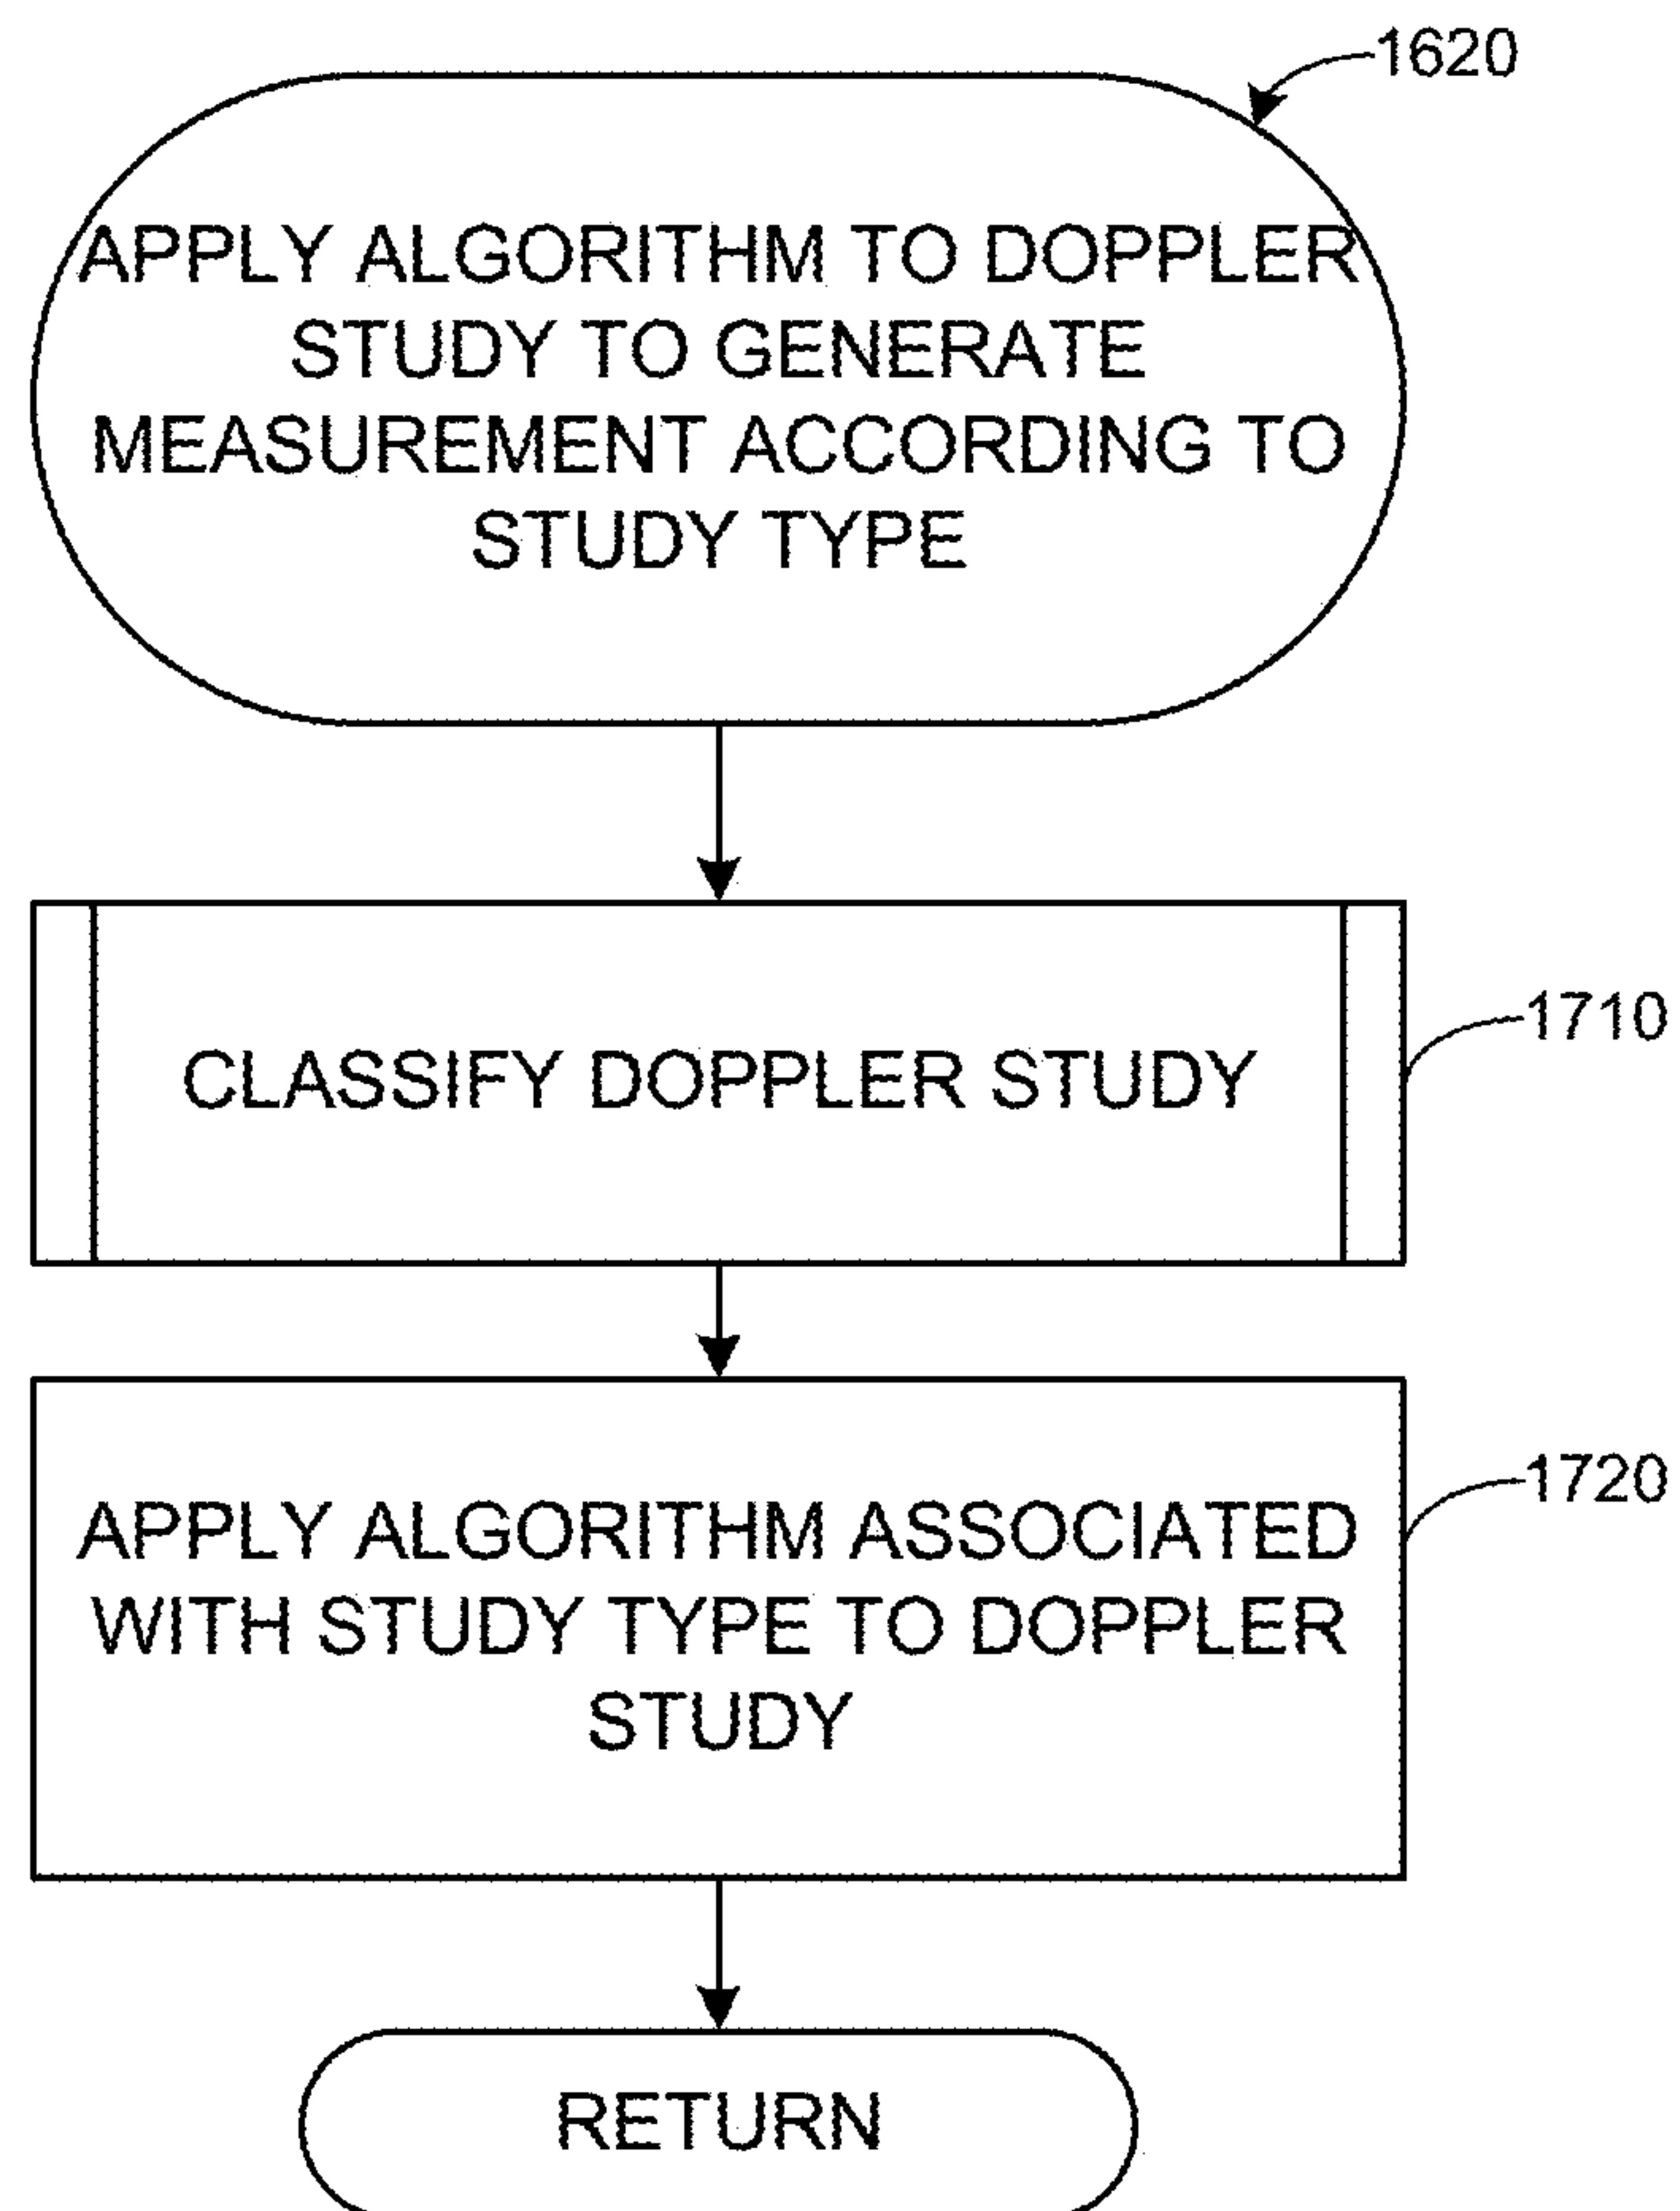 1620
APPLY ALGORITHM TO DOPPLER
STUDY TO GENERATE
MEASUREMENT ACCORDING TO
STUDY TYPE
1710
CLASSIFY DOPPLER STUDY
1720
APPLY ALGORITHM ASSOCIATED
WITH STUDY TYPE TO DOPPLER
STUDY
RETURN